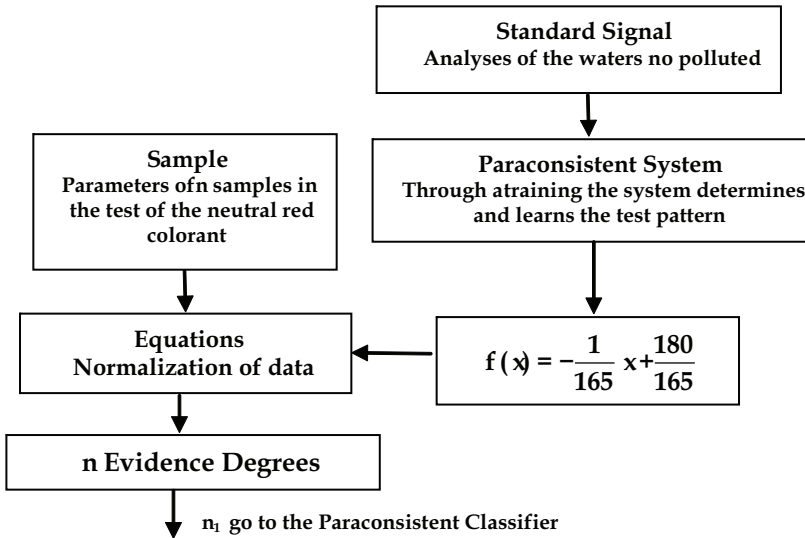 Standard Signal
Analyses of the waters no polluted
Sample
Parameters ofn samples in
the test of the neutral red
colorant
Paraconsistent System
Through atraining the system determines
and learns the test pattern
Equations
Normalization of data
f ( x) = − 1/165 x+ 180/165
n Evidence Degrees
n₁ go to the Paraconsistent Classifier